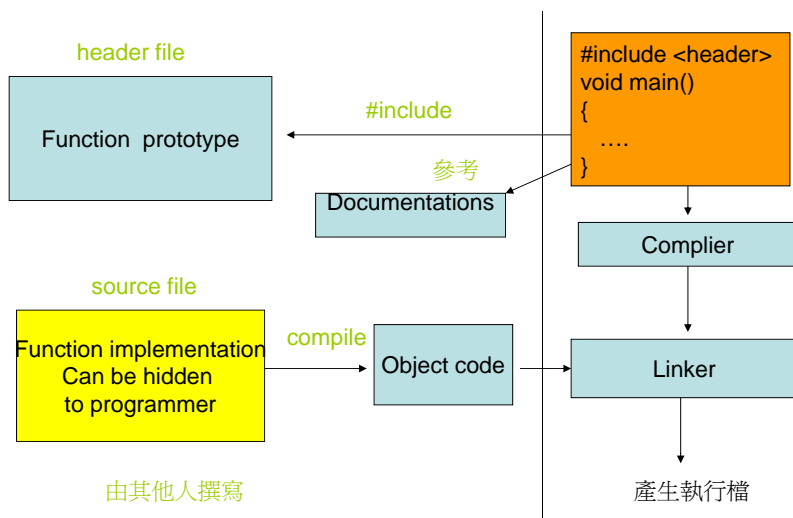 header file
Function prototype
#include
#include <header>
void main()
{
....
}
參考
Documentations
Complier
source file
Function implementation
Can be hidden
to programmer
compile
Object code
Linker
由其他人撰寫
產生執行檔